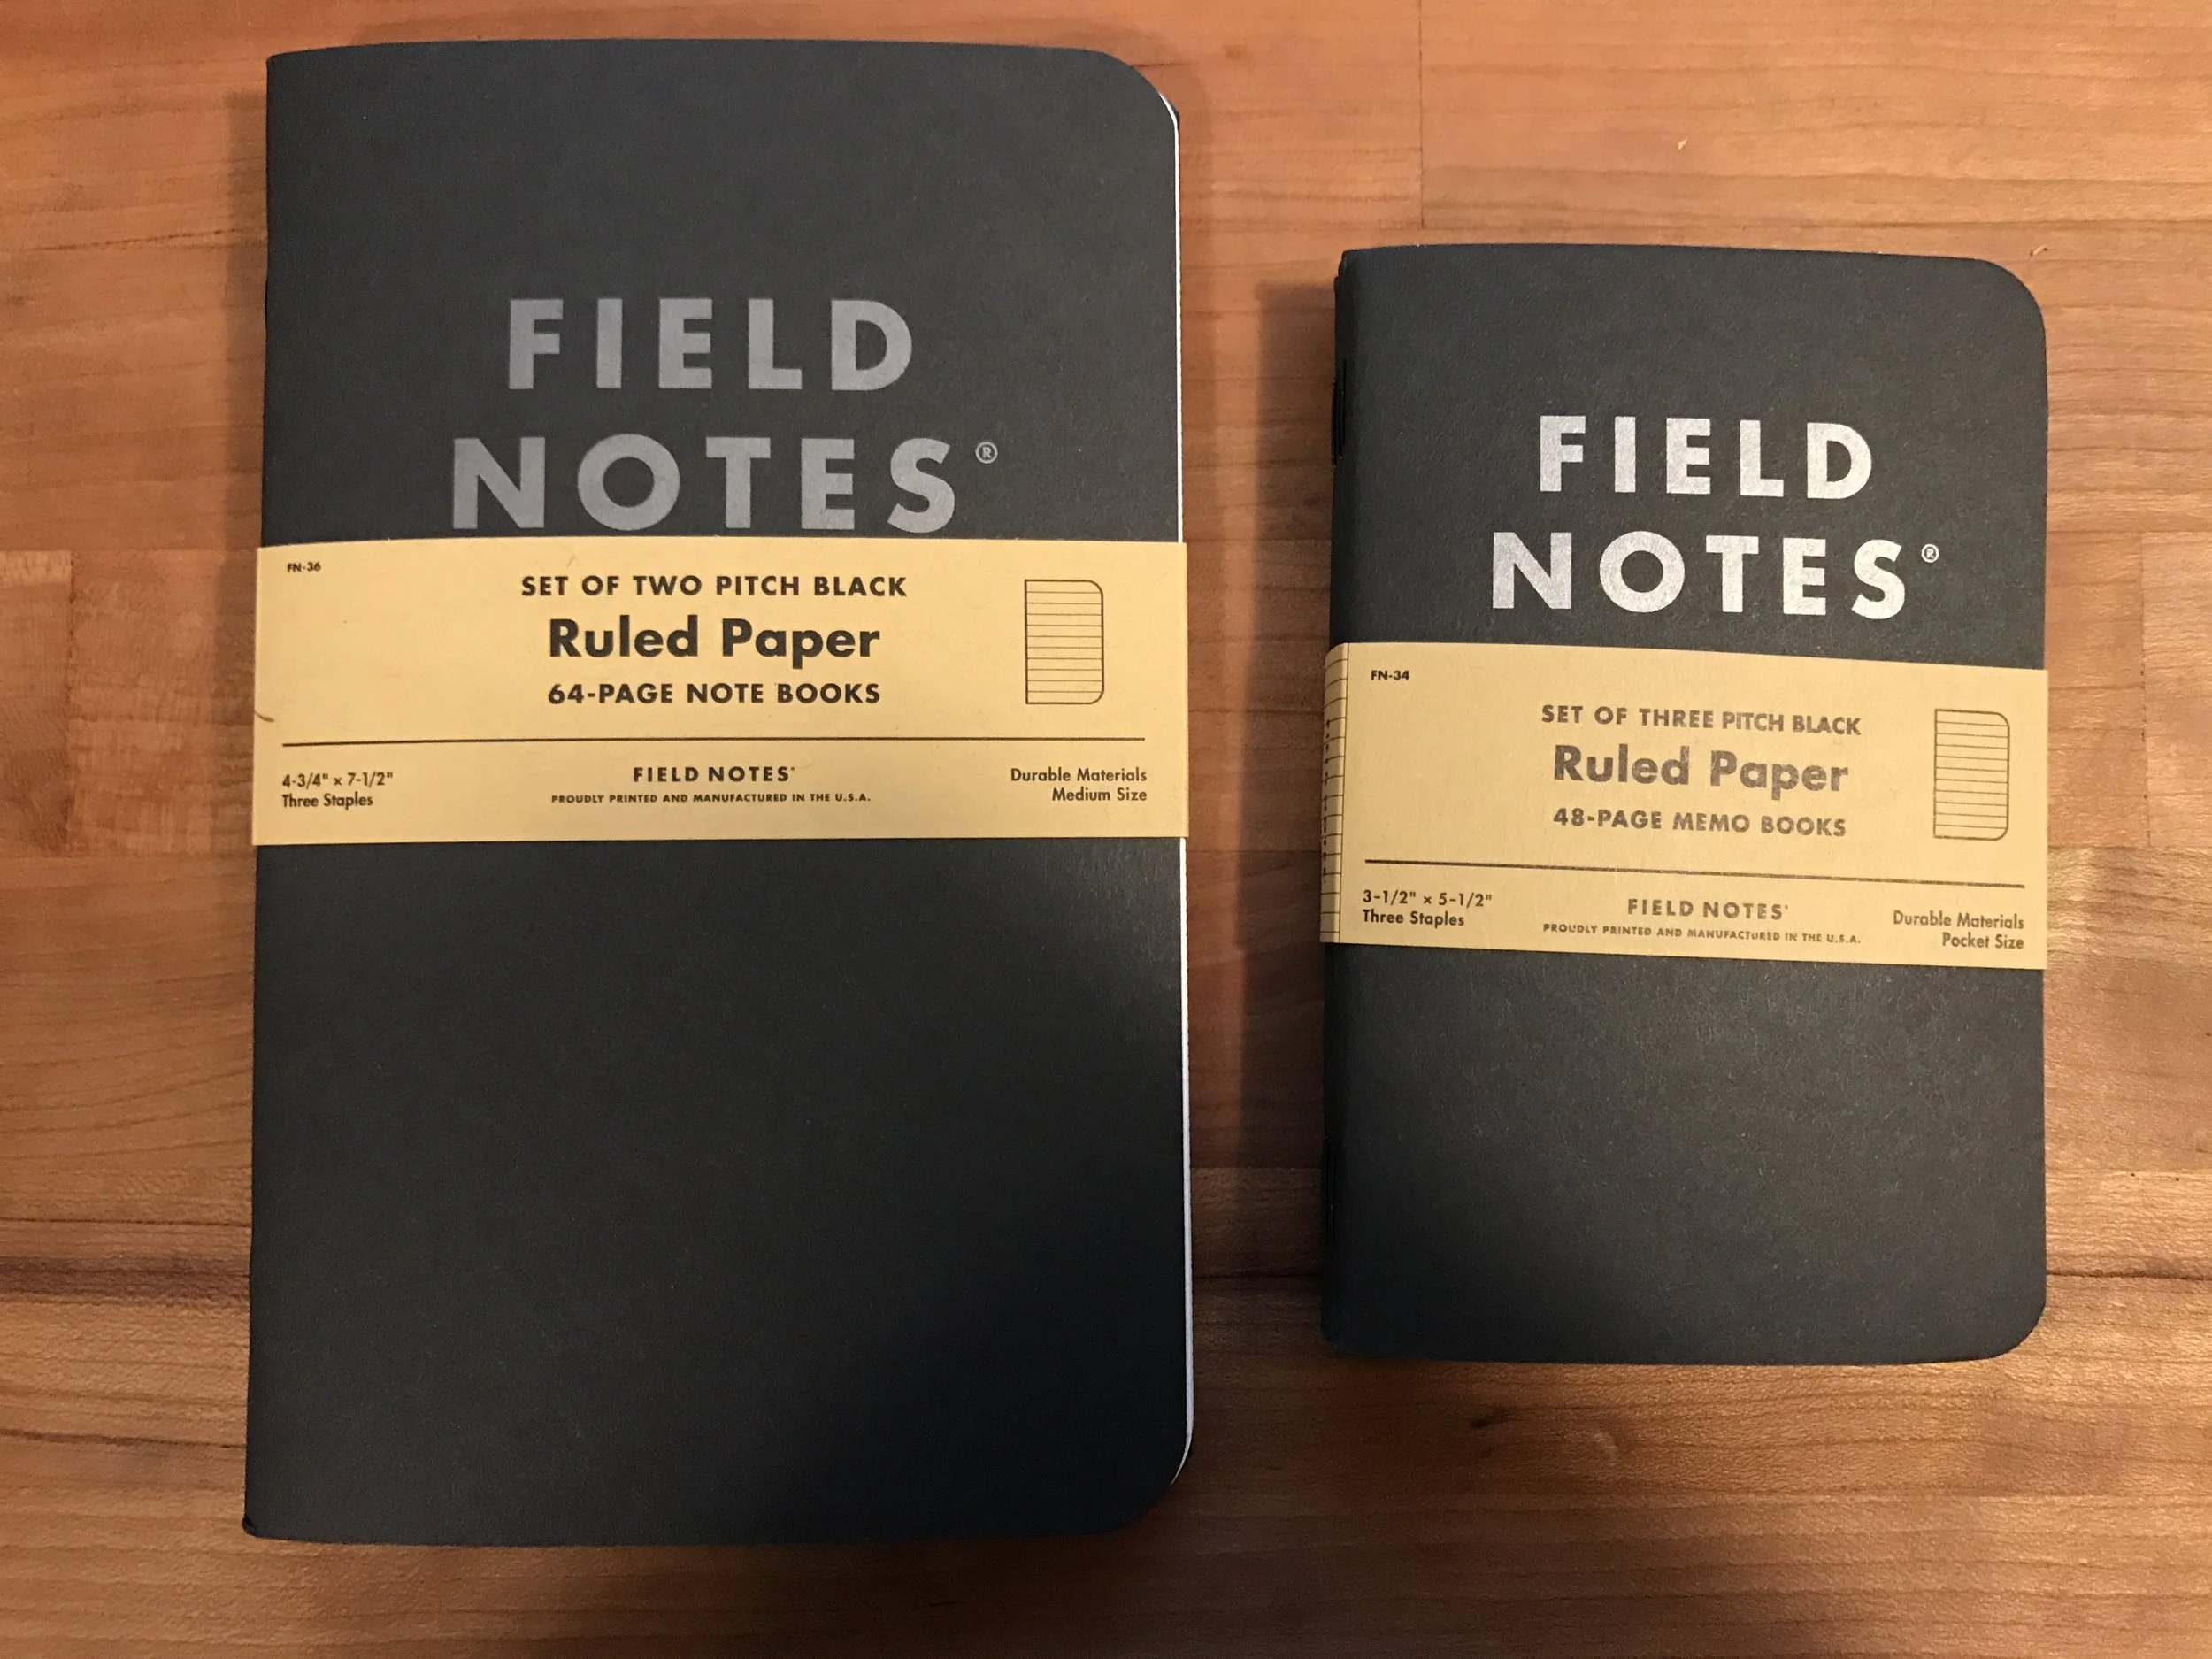 FIELD
NOTES®
FN-36
SET OF TWO PITCH BLACK
Ruled Paper
64-PAGE NOTE BOOKS
4-3/4" x 7-1/2"
Three Staples
FIELD NOTES®
PROUDLY PRINTED AND MANUFACTURED IN THE U.S.A.
Durable Materials
Medium Size
FIELD
NOTES®
FN-34
SET OF THREE PITCH BLACK
Ruled Paper
48-PAGE MEMO BOOKS
3-1/2" x 5-1/2"
Three Staples
FIELD NOTES®
PROUDLY PRINTED AND MANUFACTURED IN THE U.S.A.
Durable Materials
Pocket Size